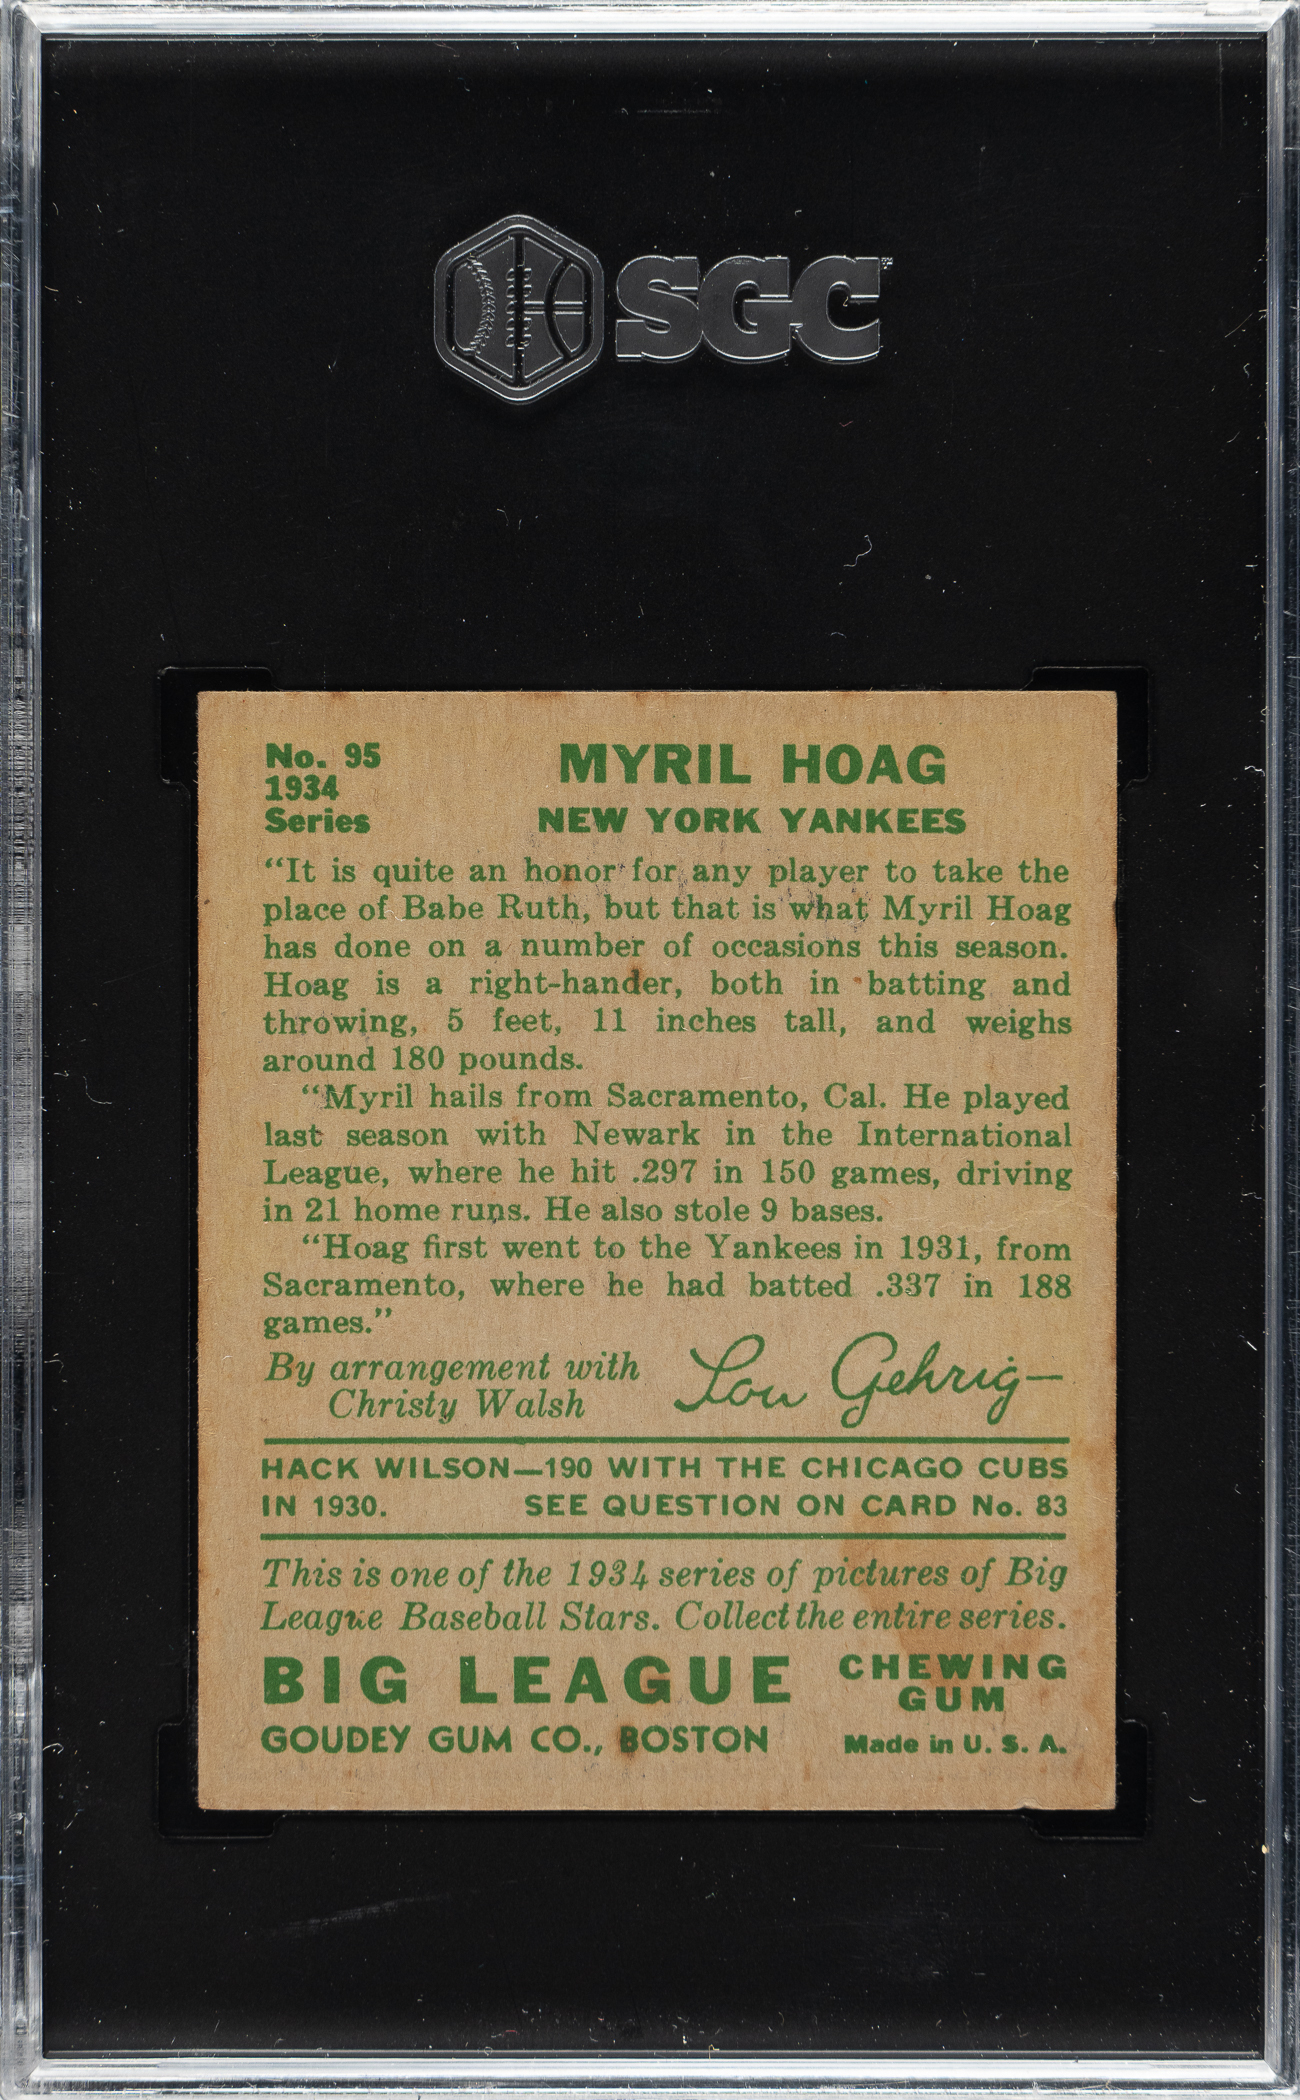 SGC
No. 95
1934
Series
MYRIL HOAG
NEW YORK YANKEES
“It is quite an honor for any player to take the
place of Babe Ruth, but that is what Myril Hoag
has done on a number of occasions this season.
Hoag is a right-hander, both in batting and
throwing, 5 feet, 11 inches tall, and weighs
around 180 pounds.
“Myril hails from Sacramento, Cal. He played
last season with Newark in the International
League, where he hit .297 in 150 games, driving
in 21 home runs. He also stole 9 bases.
“Hoag first went to the Yankees in 1931, from
Sacramento, where he had batted .337 in 188
games.”
By arrangement with
Christy Walsh
Lou Gehrig
HACK WILSON—190 WITH THE CHICAGO CUBS
IN 1930. SEE QUESTION ON CARD No. 83
This is one of the 1934 series of pictures of Big
League Baseball Stars. Collect the entire series.
BIG LEAGUE
CHEWING
GUM
GOUDEY GUM CO., BOSTON
Made in U. S. A.